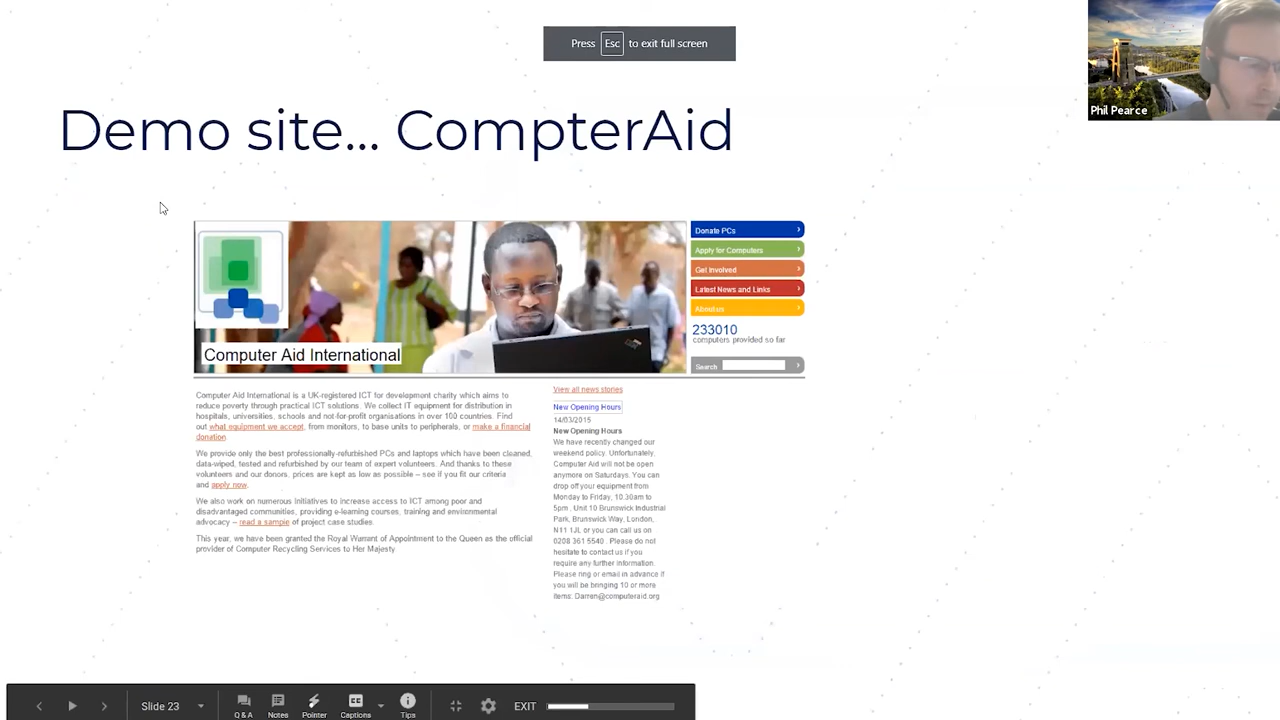 Press Esc to exit full screen
Phil Pearce
Demo site... CompterAid
Computer Aid International
Donate PCs
Apply for Computers
Get Involved
Latest News and Links
About us
233010
computers provided so far
Search
Computer Aid International is a UK-registered ICT for development charity which aims to
reduce poverty through practical ICT solutions. We collect IT equipment for distribution in
hospitals, universities, schools and not-for-profit organisations in over 100 countries. Find
out what equipment we accept, from monitors, to base units to peripherals, or make a financial
donation.
We provide only the best professionally-refurbished PCs and laptops which have been cleaned,
data-wiped, tested and refurbished by our team of expert volunteers. And thanks to these
volunteers and our donors, prices are kept as low as possible – see if you fit our criteria
and apply now.
We also work on numerous initiatives to increase access to ICT among poor and
disadvantaged communities, providing e-learning courses, training and environmental
advocacy – read a sample of project case studies.
This year, we have been granted the Royal Warrant of Appointment to the Queen as the official
provider of Computer Recycling Services to Her Majesty
View all news stories
New Opening Hours
14/03/2015
New Opening Hours
We have recently changed our
weekend policy. Unfortunately,
Computer Aid will not be open
anymore on Saturdays. You can
drop off your equipment from
Monday to Friday, 10.30am to
5pm . Unit 10 Brunswick Industrial
Park, Brunswick Way, London,
N11 1JL or you can call us on
0208 361 5540 . Please do not
hesitate to contact us if you
require any further information.
Please ring or email in advance if
you will be bringing 10 or more
items: Darren@computeraid.org
Slide 23
Q & A
Notes
Pointer
CC
Captions
Tips
EXIT